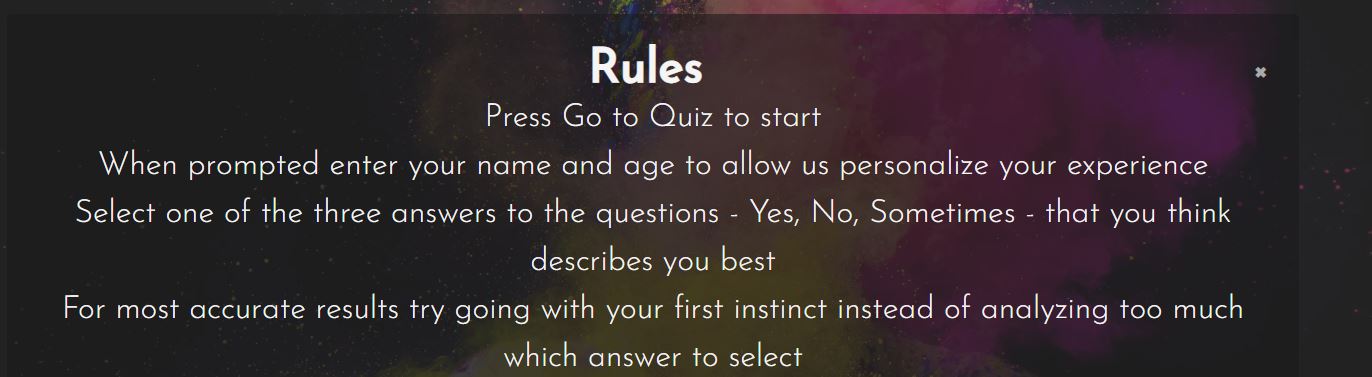 Rules
Press Go to Quiz to start
When prompted enter your name and age to allow us personalize your experience
Select one of the three answers to the questions - Yes, No, Sometimes - that you think
describes you best
For most accurate results try going with your first instinct instead of analyzing too much
which answer to select